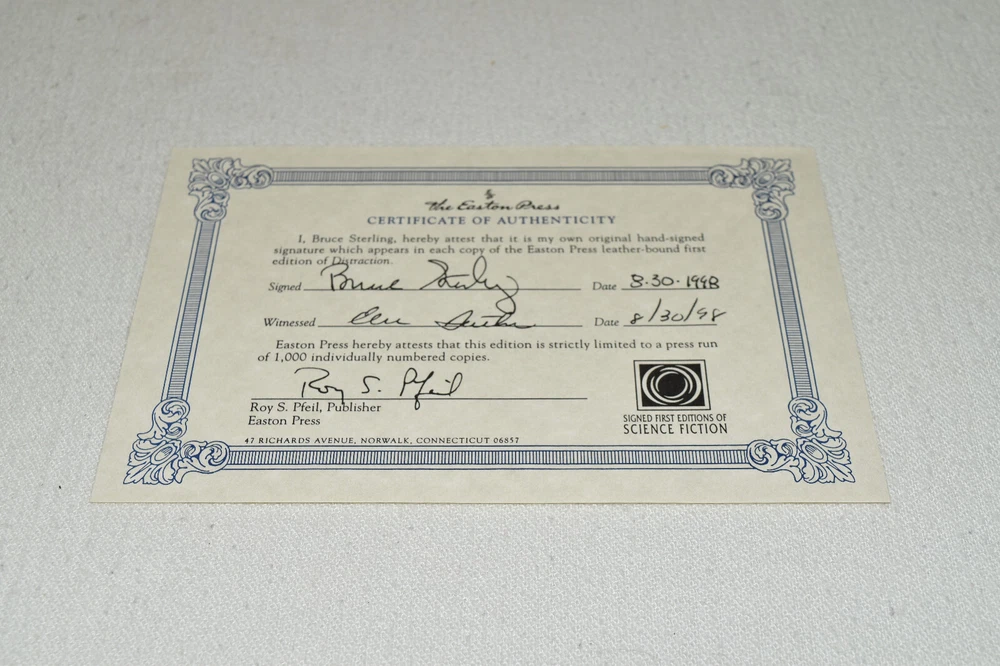 The Easton Press
CERTIFICATE OF AUTHENTICITY
I, Bruce Sterling, hereby attest that it is my own original hand-signed
signature which appears in each copy of the Easton Press leather-bound first
edition of Distraction.
Signed Bruce Sterling Date 8·30·1998
Witnessed Date 8/30/98
Easton Press hereby attests that this edition is strictly limited to a press run
of 1,000 individually numbered copies.
Roy S. Pfeil
Roy S. Pfeil, Publisher
Easton Press
47 RICHARDS AVENUE, NORWALK, CONNECTICUT 06857
SIGNED FIRST EDITIONS OF
SCIENCE FICTION